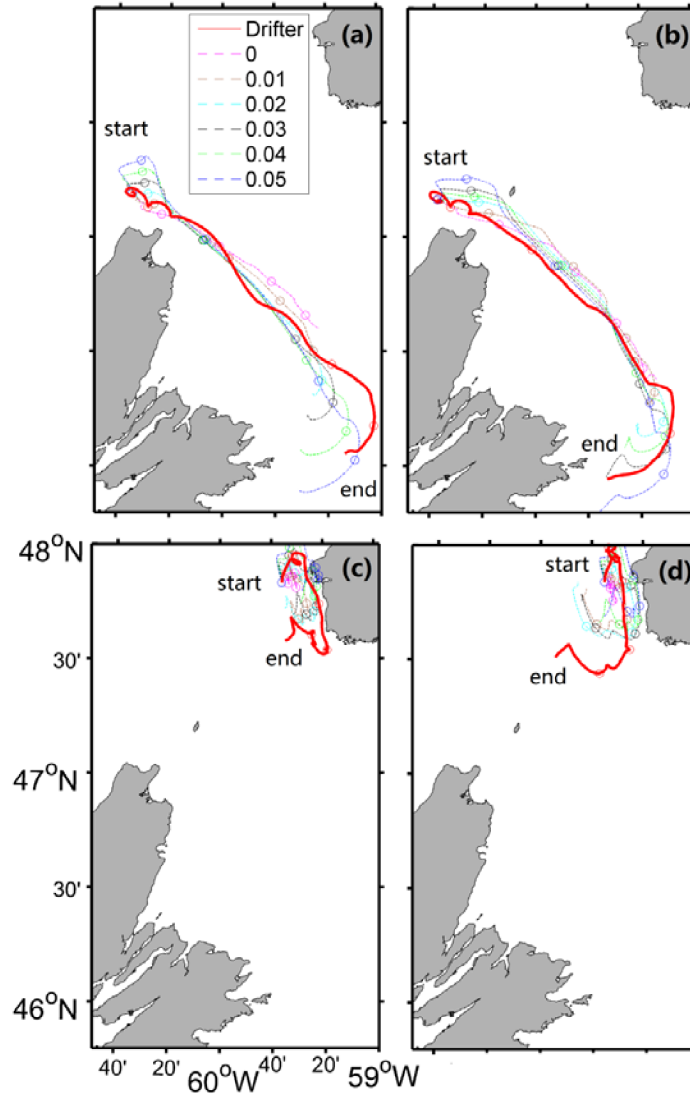 (a)
Drifter
0
0.01
0.02
0.03
0.04
0.05
start
end
(b)
start
end
48°N
(c)
start
end
(d)
start
end
30'
47°N
30'
46°N
40'
20'
60°W
40'
20'
59°W